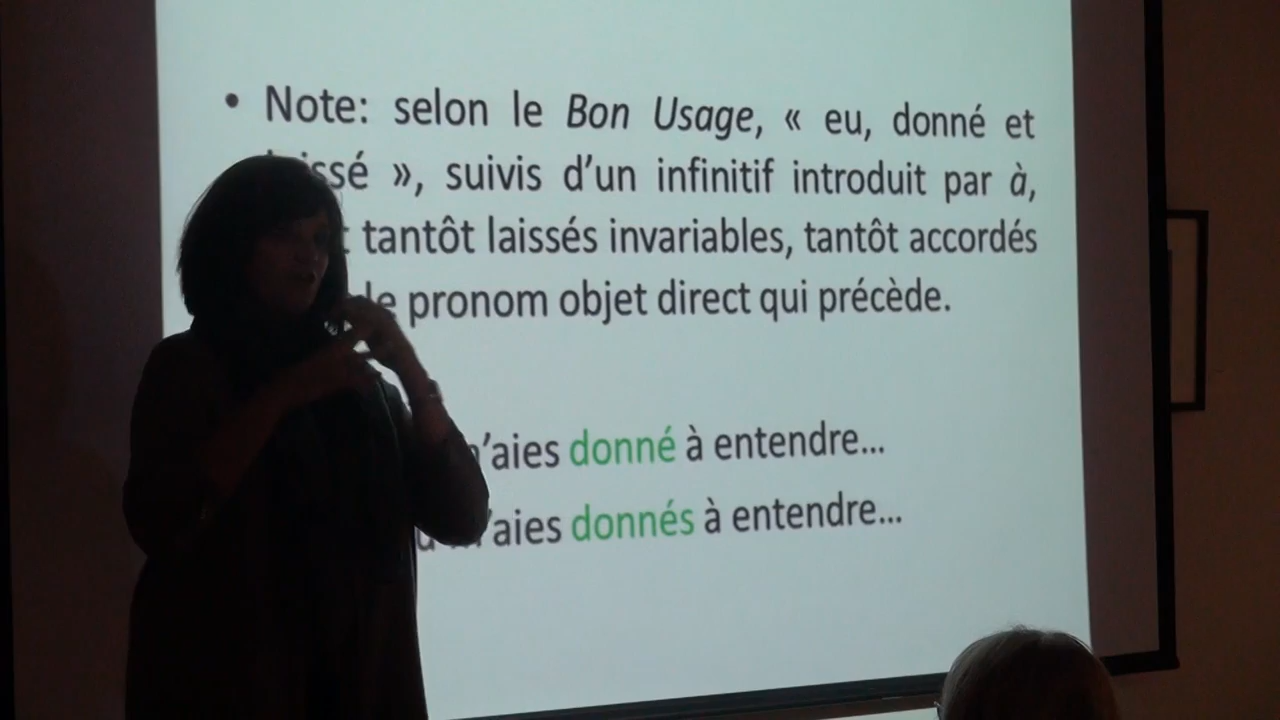 • Note: selon le Bon Usage, « eu, donné et
», suivis d’un infinitif introduit par à,
tantôt laissés invariables, tantôt accordés
le pronom objet direct qui précède.
m’aies donné à entendre...
m’aies donnés à entendre...